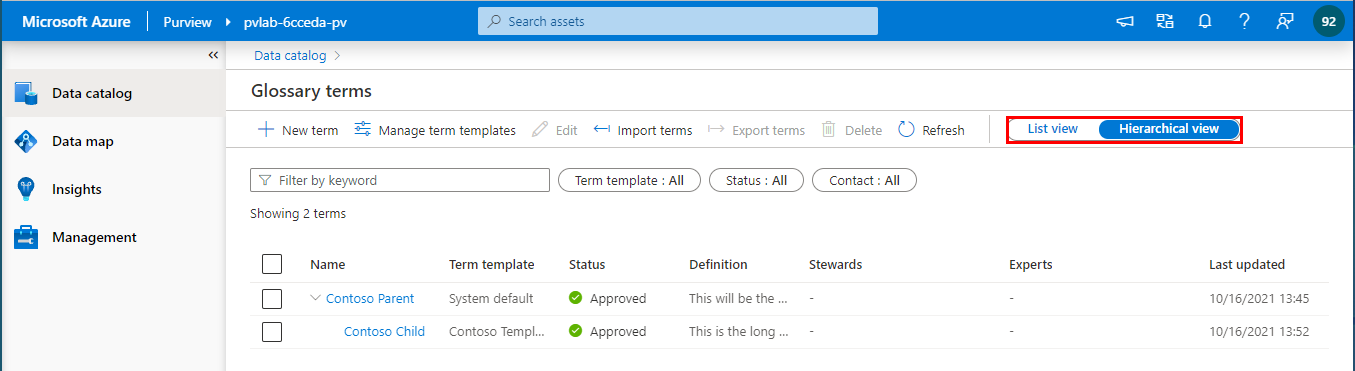 Microsoft Azure Purview pvlab-6cceda-pv Search assets 92
Data catalog
Data map
Insights
Management
Data catalog
Glossary terms
New term Manage term templates Edit Import terms Export terms Delete Refresh List view Hierarchical view
Filter by keyword Term template : All Status : All Contact : All
Showing 2 terms
Name Term template Status Definition Stewards Experts Last updated
Contoso Parent System default Approved This will be the ... - - 10/16/2021 13:45
Contoso Child Contoso Templ... Approved This is the long ... - - 10/16/2021 13:52